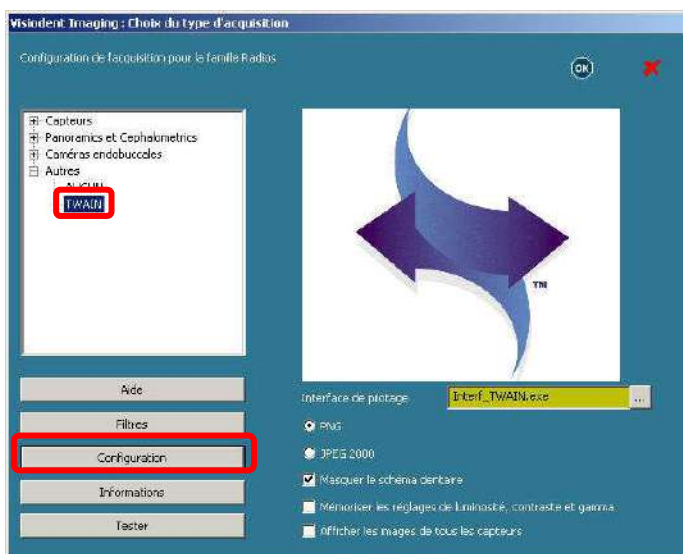 Visiodent Imaging : Choix du type d'acquisition
Configuration de l'acquisition pour la famille Radios
OK
Capteurs
Panoramics et Cephalometrics
Caméras endobuccales
Autres
AUCUN
TWAIN
TM
Aide
Filtres
Configuration
Informations
Tester
Interface de pilotage
Interf_TWAIN.exe
...
PNG
JPEG 2000
Masquer le schéma dentaire
Mémoriser les réglages de luminosité, contraste et gamma
Afficher les images de tous les capteurs